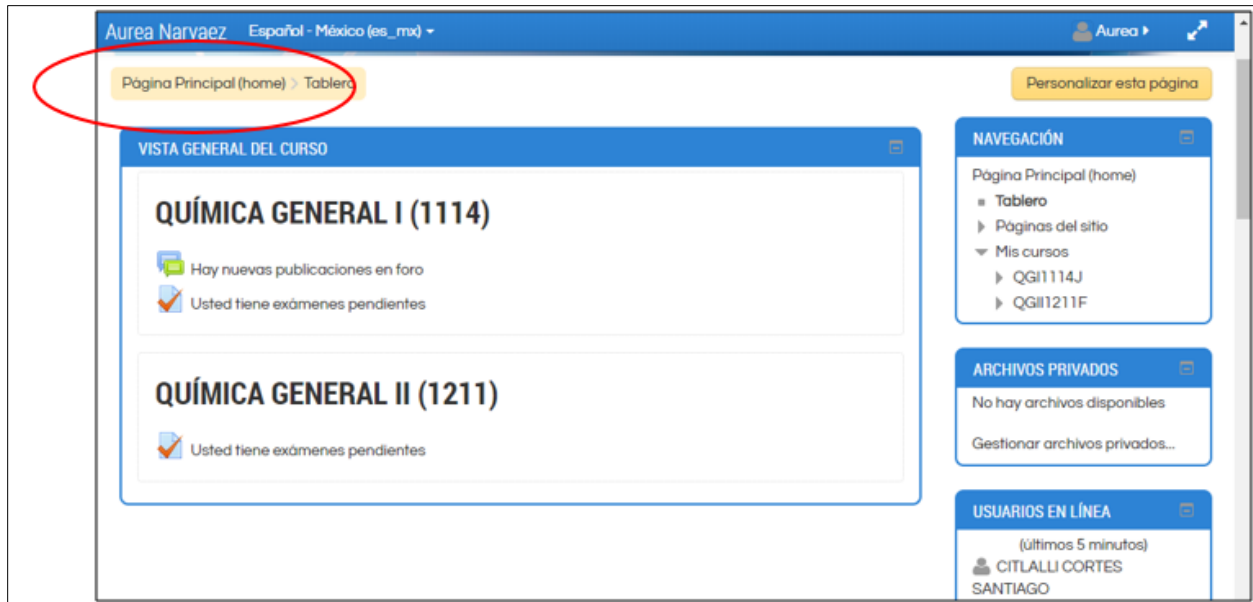 Aurea Narvaez Español - México (es_mx)
Aurea
Página Principal (home) > Tablero
Personalizar esta página
VISTA GENERAL DEL CURSO
QUÍMICA GENERAL I (1114)
Hay nuevas publicaciones en foro
Usted tiene exámenes pendientes
QUÍMICA GENERAL II (1211)
Usted tiene exámenes pendientes
NAVEGACIÓN
Página Principal (home)
Tablero
Páginas del sitio
Mis cursos
QGI1114J
QGII1211F
ARCHIVOS PRIVADOS
No hay archivos disponibles
Gestionar archivos privados...
USUARIOS EN LÍNEA
(últimos 5 minutos)
CITLALLI CORTES
SANTIAGO